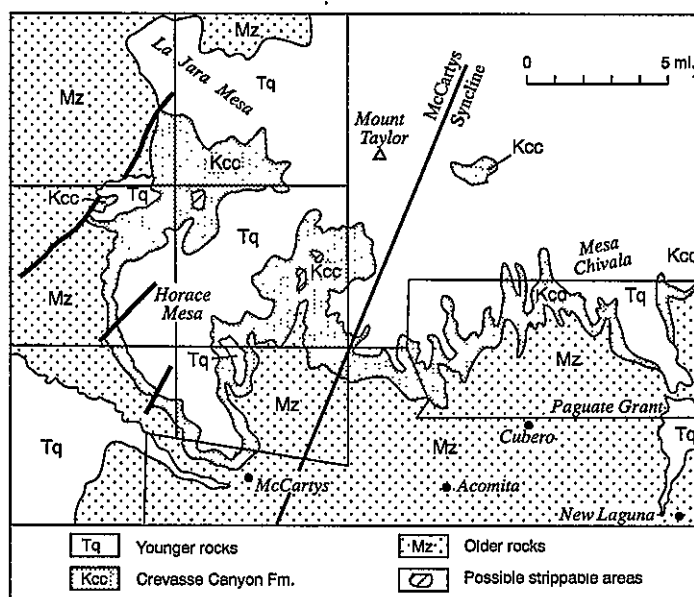 La Jara Mesa
Mz
Tq
Mz
McCartys
Syncline
0
5 mi.
Mount
Taylor
Kcc
Kcc
Kcc
Tq
Tq
Kcc
Mesa
Chivala
Kcc
Kcc
Tq
Mz
Horace
Mesa
Tq
Mz
Mz
Paguate Grant
Cubero
Tq
Tq
Mz
McCartys
Acomita
New Laguna
Tq Younger rocks
Mz Older rocks
Kcc Crevasse Canyon Fm.
Possible strippable areas